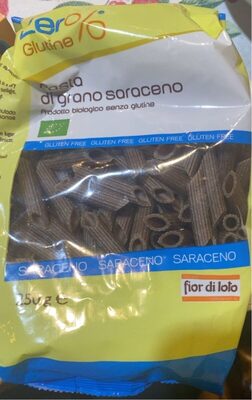 zero%
Glutine
Pasta
di grano saraceno
Prodotto biologico senza glutine
GLUTEN FREE GLUTEN FREE GLUTEN FREE GLUTEN FREE
SARACENO SARACENO SARACENO
250 g e
fior di loto